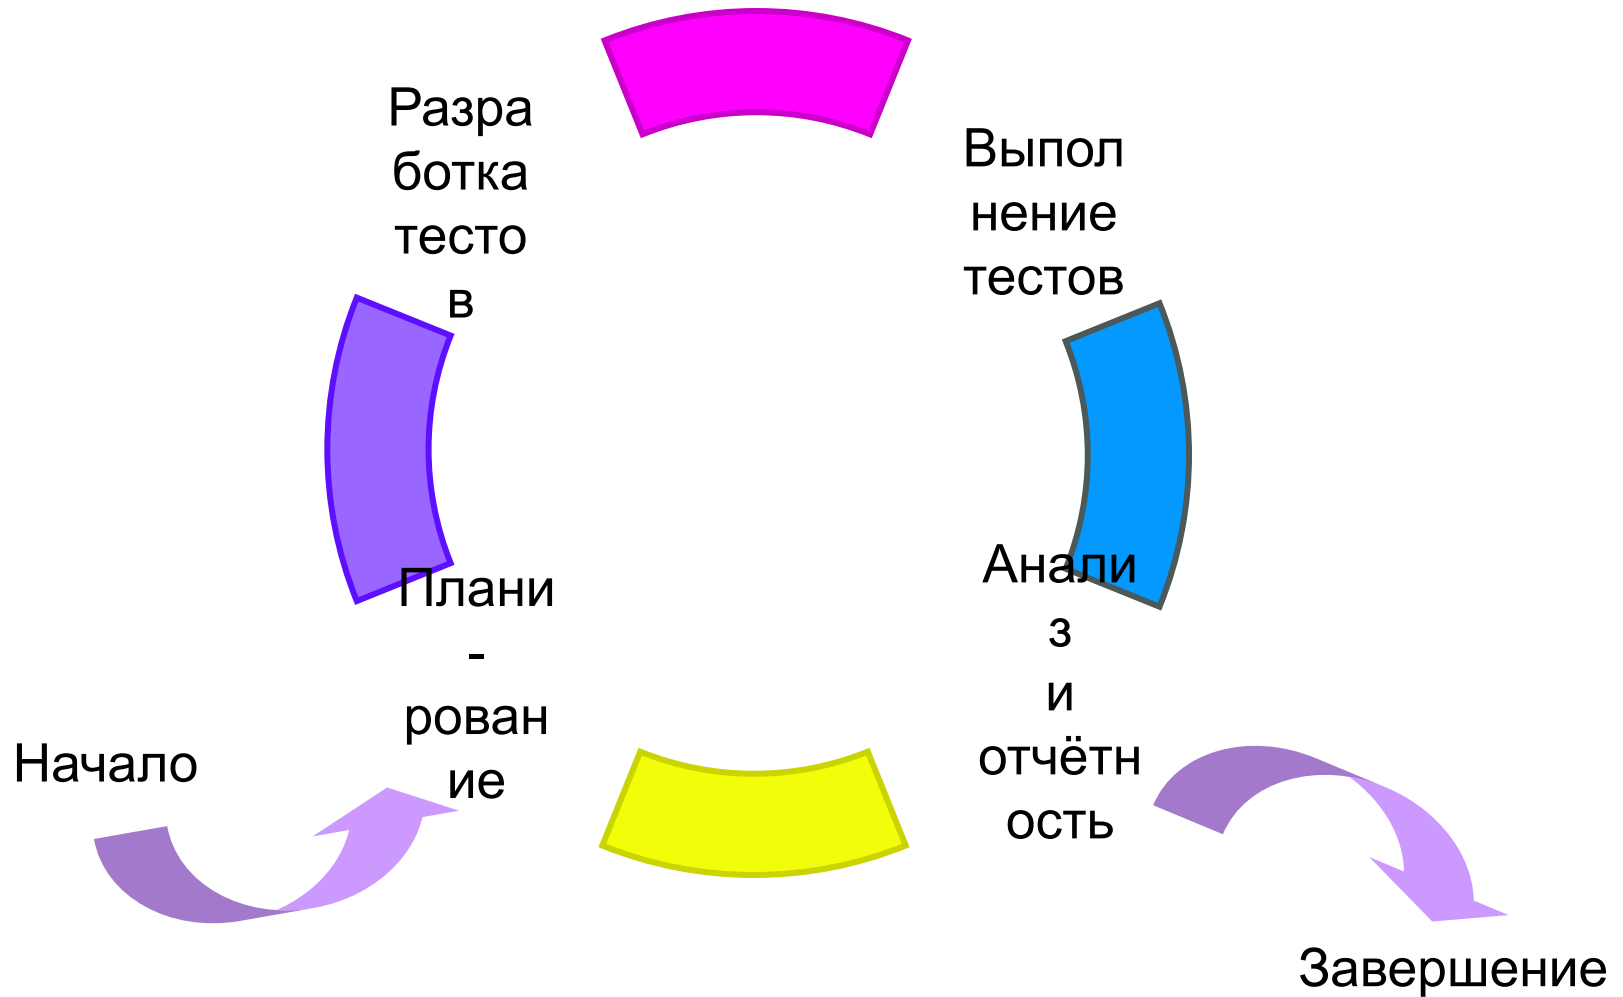 Разра
ботка
тесто
в
Выпол
нение
тестов
Плани
-
рован
ие
Анали
з
и
отчётн
ость
Начало
Завершение